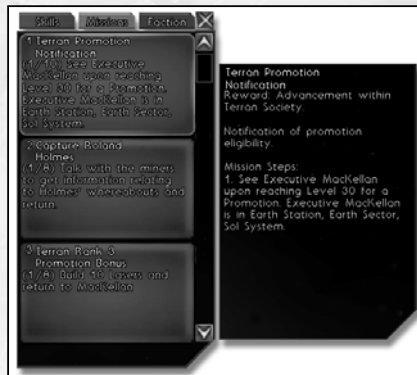 Skills Missions Faction
1 Terran Promotion
Notification
(1/10) See Executive
MacKellan upon reaching
Level 30 for a Promotion.
Executive MacKellan is in
Earth Station, Earth Sector,
Sol System.
2 Capture Roland
Holmes
(1/8) Talk with the miners
to get information relating
to Holmes' whereabouts and
return.
3 Terran Rank 3
Promotion Bonus
(1/8) Build 10 Lasers and
return to MacKellan
Terran Promotion
Notification
Reward: Advancement within
Terran Society.
Notification of promotion
eligibility.
Mission Steps:
1. See Executive MacKellan
upon reaching Level 30 for a
Promotion. Executive MacKellan
is in Earth Station, Earth Sector,
Sol System.